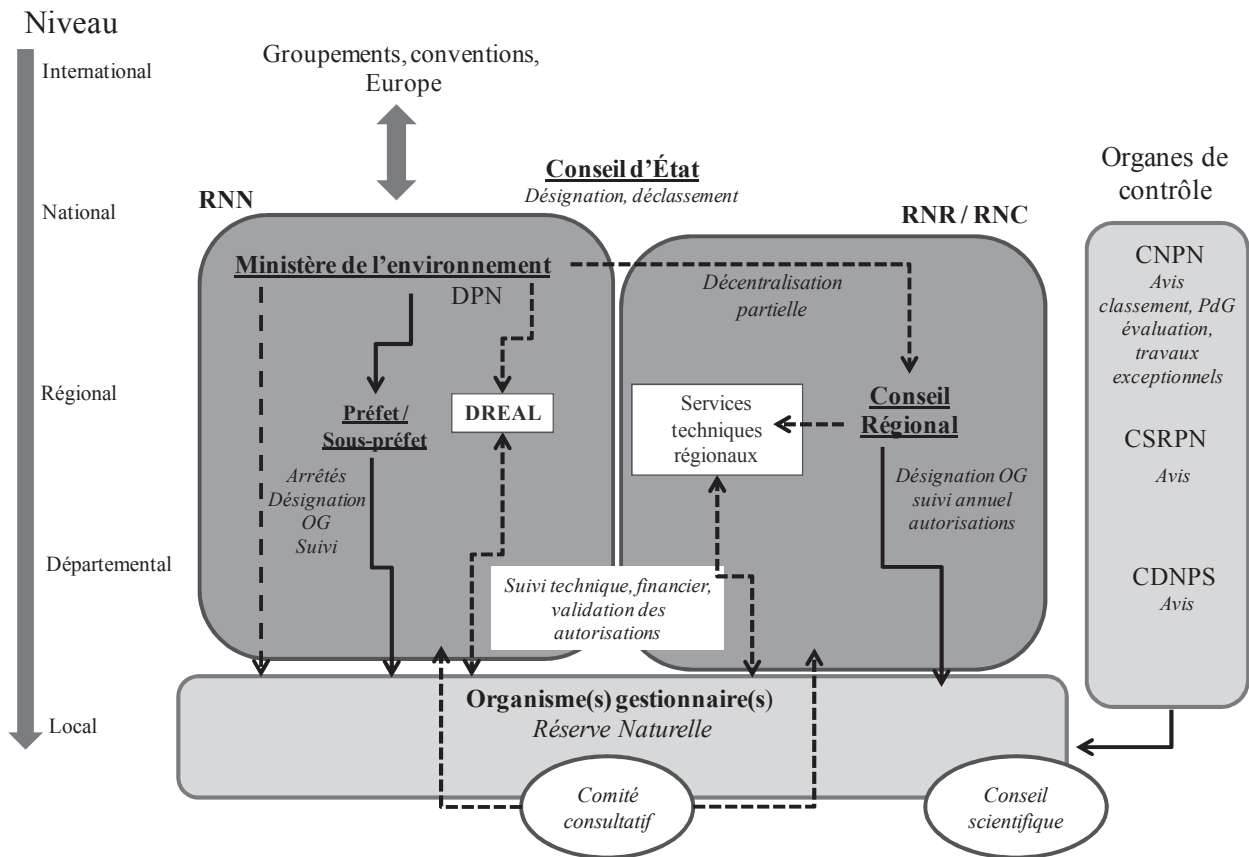 Niveau
International
National
Régional
Départemental
Local
Groupements, conventions,
Europe
Conseil d'État
Désignation, déclassement
RNN
Ministère de l'environnement
DPN
Préfet /
Sous-préfet
Arrêtés
Désignation
OG
Suivi
DREAL
RNR / RNC
Décentralisation
partielle
Services
techniques
régionaux
Conseil
Régional
Désignation OG
suivi annuel
autorisations
Suivi technique, financier,
validation des
autorisations
Organisme(s) gestionnaire(s)
Réserve Naturelle
Comité
consultatif
Conseil
scientifique
Organes de
contrôle
CNPN
Avis
classement, PdG
évaluation,
travaux
exceptionnels
CSRPN
Avis
CDNPS
Avis